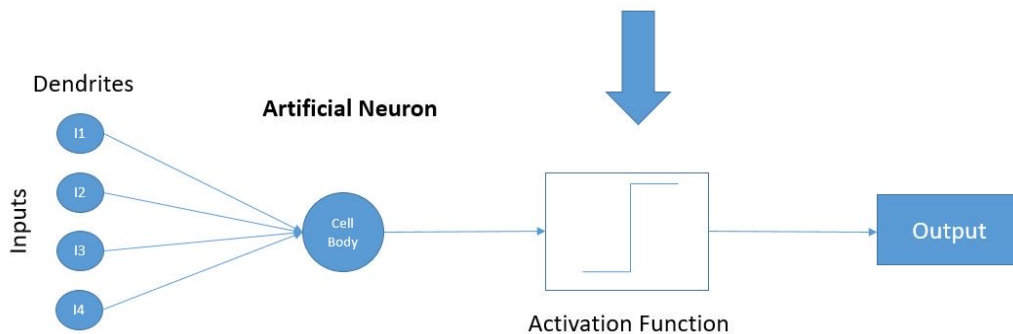 Dendrites
Artificial Neuron
Inputs
I1
I2
I3
I4
Cell
Body
Activation Function
Output